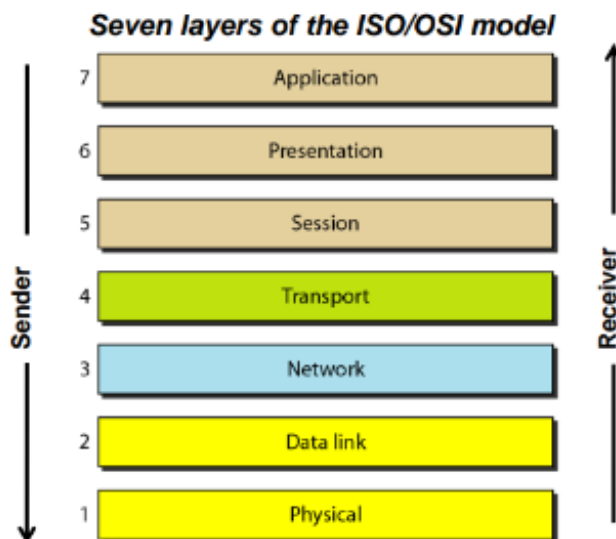 Seven layers of the ISO/OSI model
7 Application
6 Presentation
5 Session
4 Transport
3 Network
2 Data link
1 Physical
Sender
Receiver